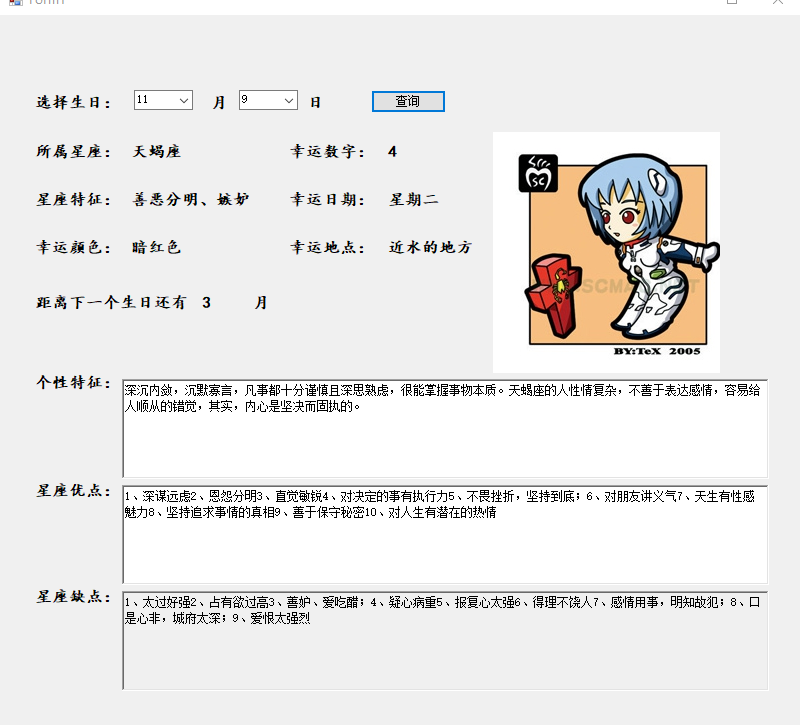 Form1
选择生日： 11 月 9 日 查询
所属星座： 天蝎座 幸运数字： 4
星座特征： 善恶分明、嫉妒 幸运日期： 星期二
幸运颜色： 暗红色 幸运地点： 近水的地方
距离下一个生日还有 3 月
SC
BY:TeX 2005
个性特征：
深沉内敛，沉默寡言，凡事都十分谨慎且深思熟虑，很能掌握事物本质。天蝎座的人性情复杂，不善于表达感情，容易给
人顺从的错觉，其实，内心是坚决而固执的。
星座优点：
1、深谋远虑2、恩怨分明3、直觉敏锐4、对决定的事有执行力5、不畏挫折，坚持到底；6、对朋友讲义气7、天生有性感
魅力8、坚持追求事情的真相9、善于保守秘密10、对人生有潜在的热情
星座缺点：
1、太过好强2、占有欲过高3、善妒、爱吃醋；4、疑心病重5、报复心太强6、得理不饶人7、感情用事，明知故犯；8、口
是心非，城府太深；9、爱恨太强烈